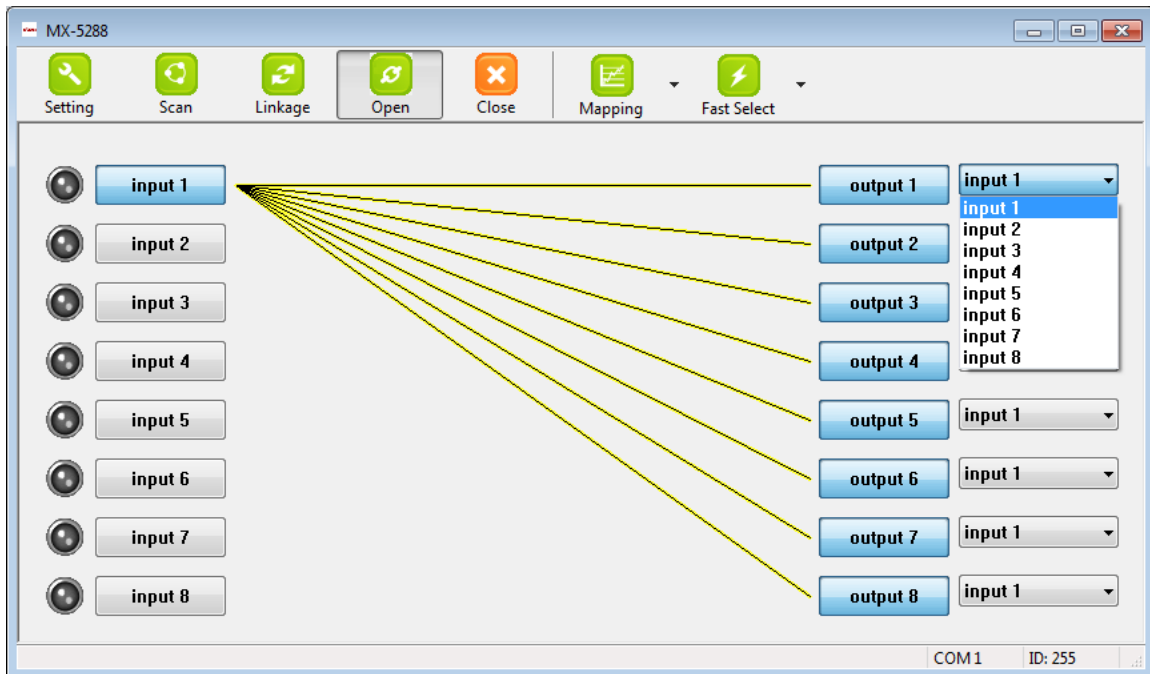 MX-5288
Setting Scan Linkage Open Close Mapping Fast Select
input 1 output 1 input 1
input 1
input 2 output 2 input 2
input 3
input 3 output 3 input 4
input 5
input 6
input 4 output 4 input 7
input 8
input 5 output 5 input 1
input 6 output 6 input 1
input 7 output 7 input 1
input 8 output 8 input 1
COM 1 ID: 255